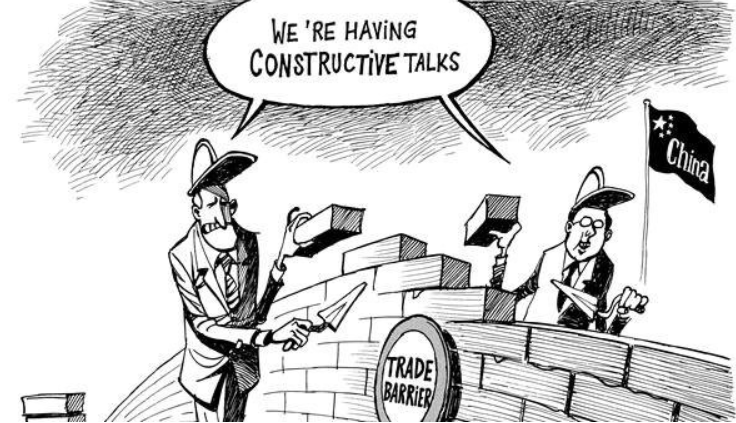 WE'RE HAVING
CONSTRUCTiVE TALKS
China
TRADE
BARRiER